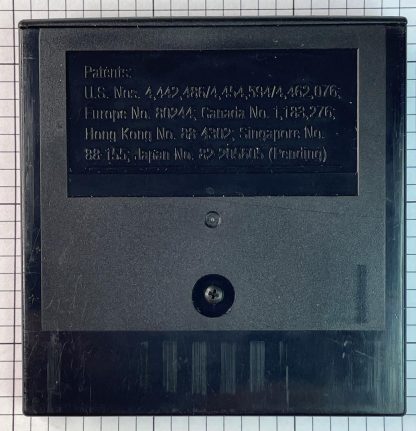 Patents:
U.S. Nos. 4,442,486/4,454,594/4,462,076;
Europe No. 80244; Canada No. 1,183,276;
Hong Kong No. 88-4302; Singapore No.
88-155; Japan No. 82-205605 (Pending)